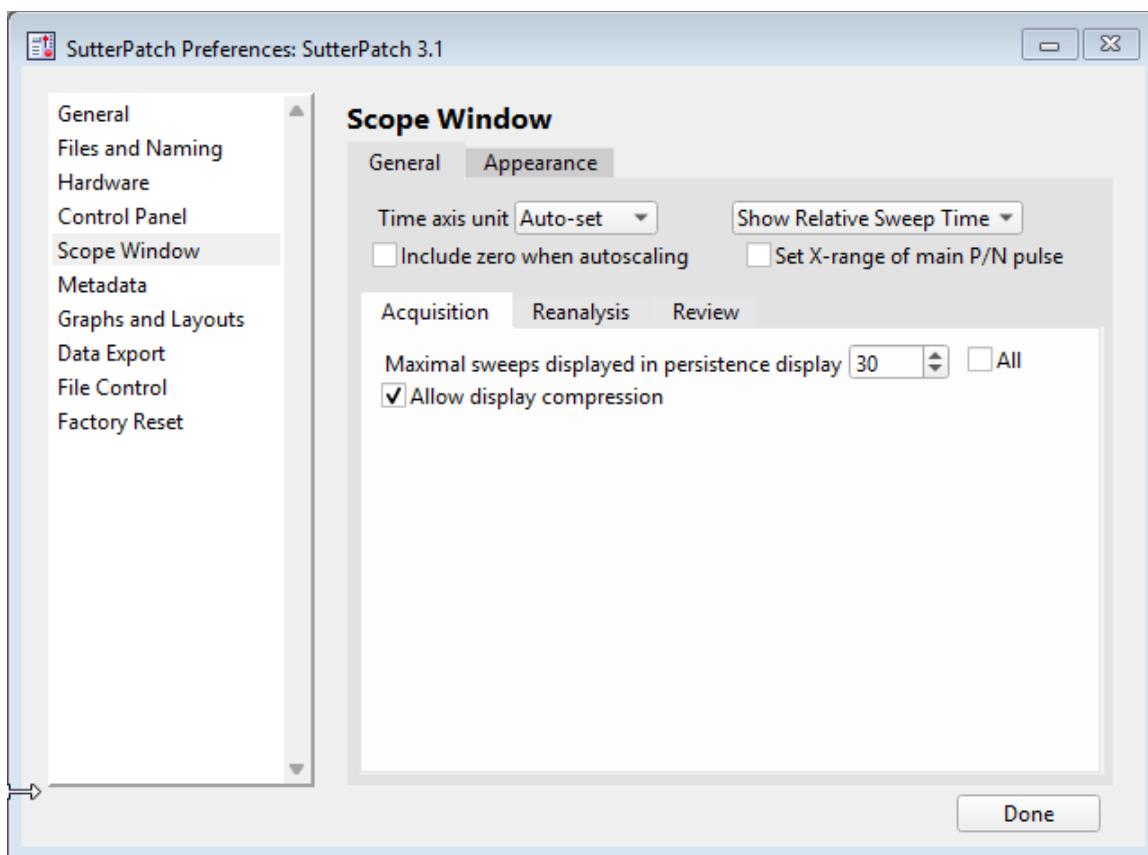 SutterPatch Preferences: SutterPatch 3.1
General
Files and Naming
Hardware
Control Panel
Scope Window
Metadata
Graphs and Layouts
Data Export
File Control
Factory Reset
Scope Window
General Appearance
Time axis unit Auto-set Show Relative Sweep Time
Include zero when autoscaling Set X-range of main P/N pulse
Acquisition Reanalysis Review
Maximal sweeps displayed in persistence display 30 All
Allow display compression
Done